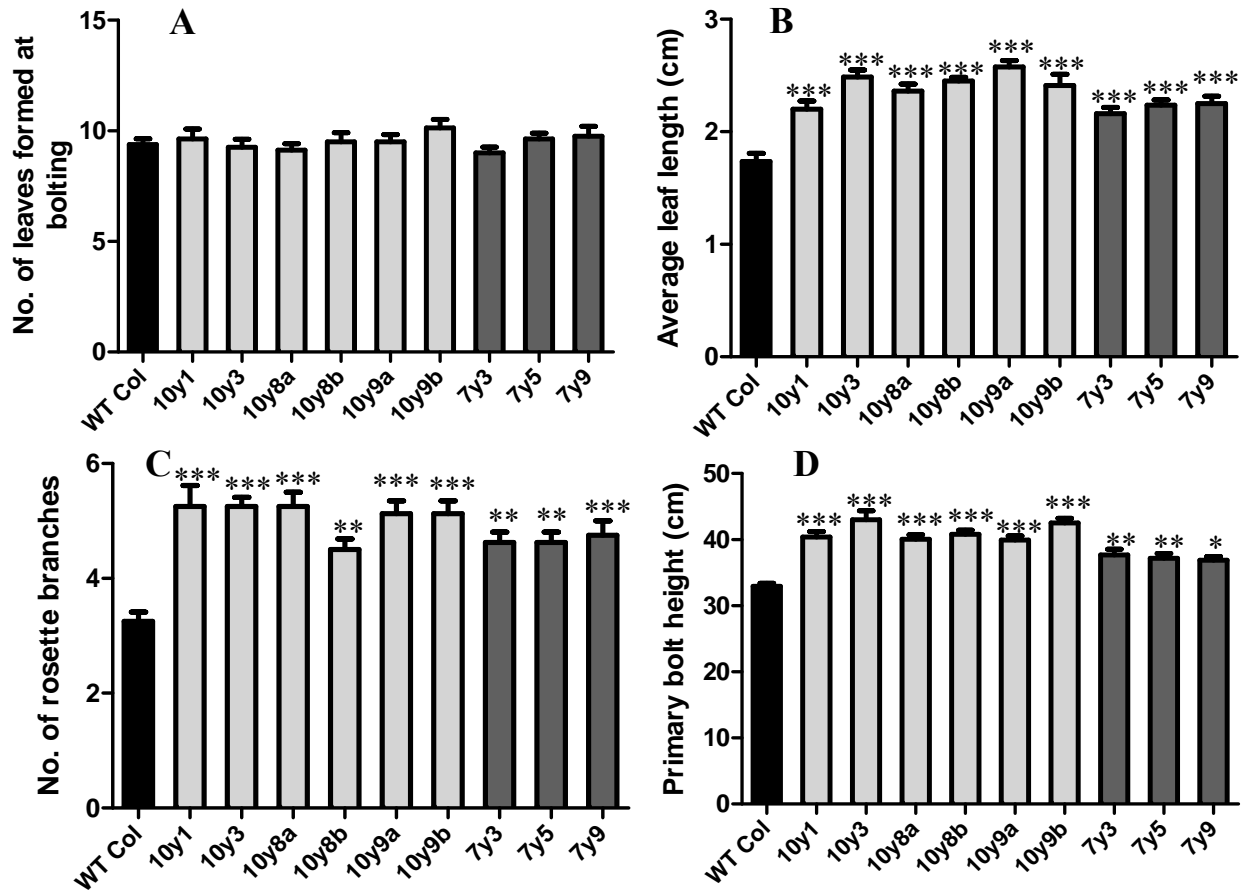 A
No. of leaves formed at
bolting
15
10
5
0
WT Col
10y1
10y3
10y8a
10y8b
10y9a
10y9b
7y3
7y5
7y9
B
Average leaf length (cm)
3
2
1
0
***
***
***
***
***
***
***
***
***
WT Col
10y1
10y3
10y8a
10y8b
10y9a
10y9b
7y3
7y5
7y9
C
No. of rosette branches
6
4
2
0
***
***
***
**
***
***
**
**
***
WT Col
10y1
10y3
10y8a
10y8b
10y9a
10y9b
7y3
7y5
7y9
D
Primary bolt height (cm)
50
40
30
20
10
0
***
***
***
***
***
***
**
**
*
WT Col
10y1
10y3
10y8a
10y8b
10y9a
10y9b
7y3
7y5
7y9